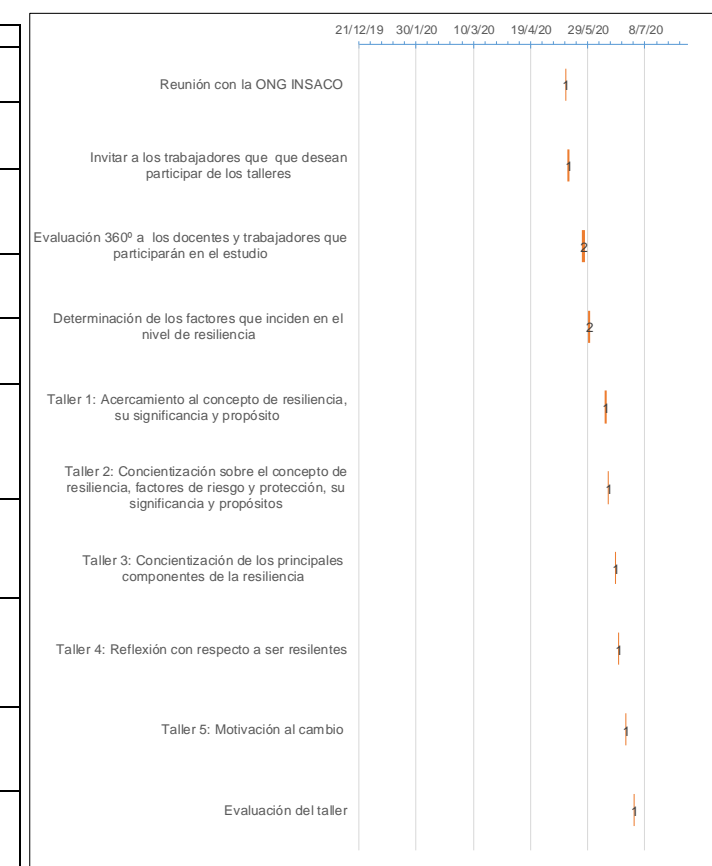 21/12/19 30/1/20 10/3/20 19/4/20 29/5/20 8/7/20
Reunión con la ONG INSACO
1
Invitar a los trabajadores que que desean
participar de los talleres
1
Evaluación 360º a los docentes y trabajadores que
participarán en el estudio
2
Determinación de los factores que inciden en el
nivel de resiliencia
2
Taller 1: Acercamiento al concepto de resiliencia,
su significancia y propósito
1
Taller 2: Concientización sobre el concepto de
resiliencia, factores de riesgo y protección, su
significancia y propósitos
1
Taller 3: Concientización de los principales
componentes de la resiliencia
1
Taller 4: Reflexión con respecto a ser resilentes
1
Taller 5: Motivación al cambio
1
Evaluación del taller
1